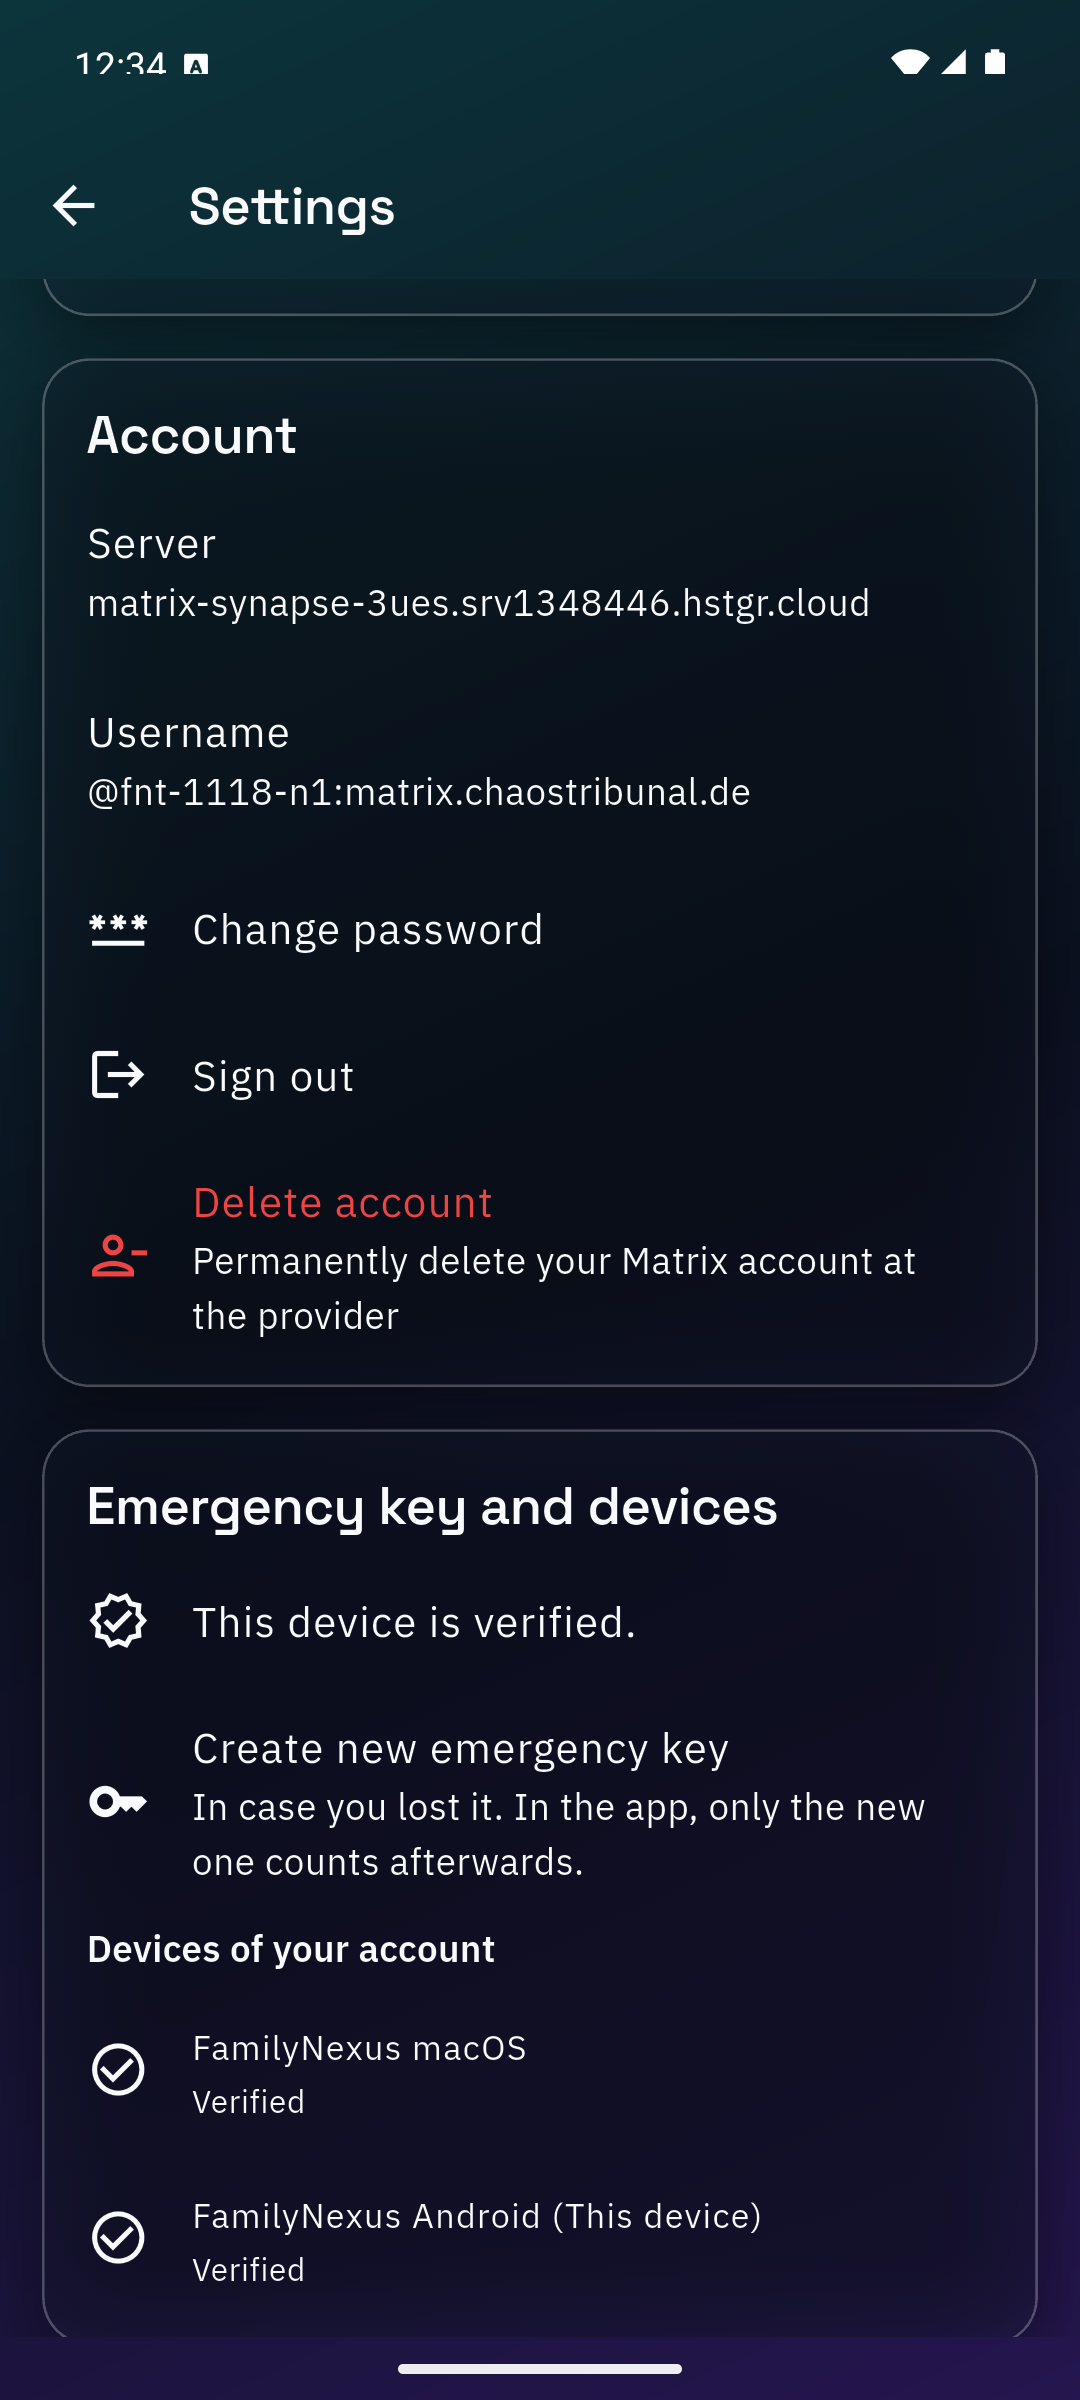 12:34
Settings
Account
Server
matrix-synapse-3ues.srv1348446.hstgr.cloud
Username
@fnt-1118-n1:matrix.chaostribunal.de
*** Change password
Sign out
Delete account
Permanently delete your Matrix account at
the provider
Emergency key and devices
This device is verified.
Create new emergency key
In case you lost it. In the app, only the new
one counts afterwards.
Devices of your account
FamilyNexus macOS
Verified
FamilyNexus Android (This device)
Verified